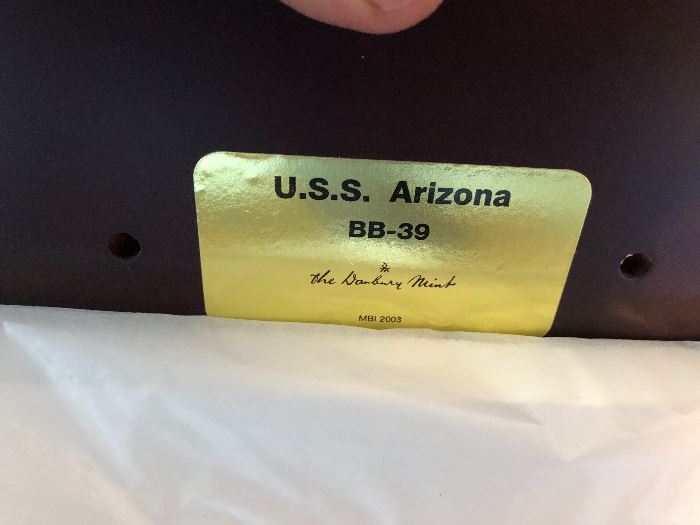 U.S.S. Arizona
BB-39
the Danbury Mint
MBI 2003